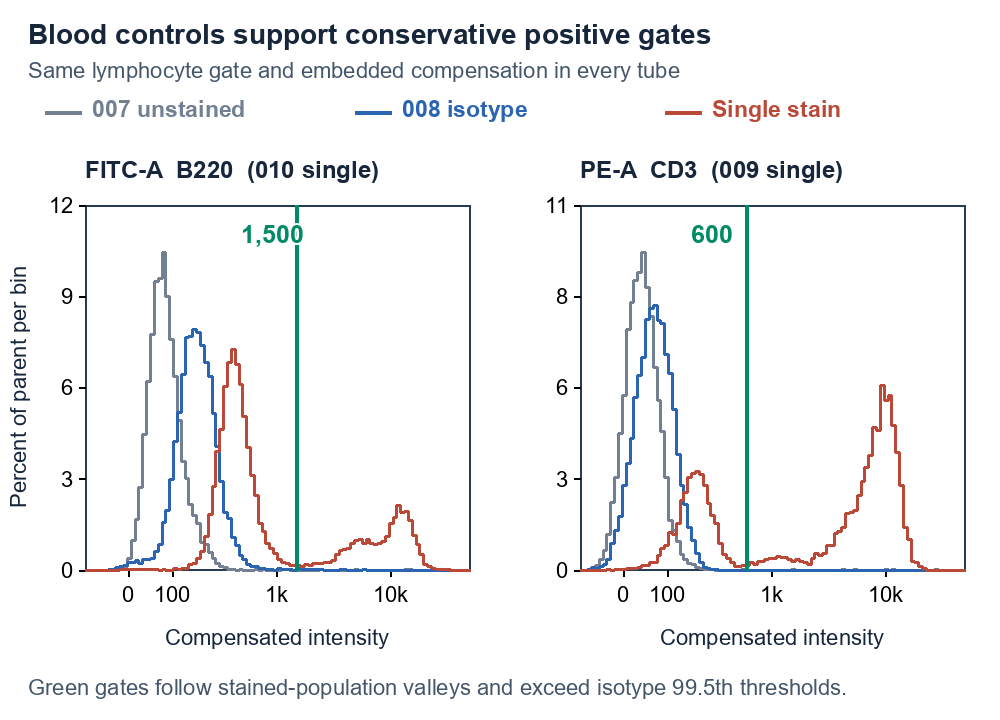 Blood controls support conservative positive gates
Same lymphocyte gate and embedded compensation in every tube
007 unstained
008 isotype
Single stain
FITC-A B220 (010 single)
PE-A CD3 (009 single)
Percent of parent per bin
12
9
6
3
0
1,500
0 100 1k 10k
Compensated intensity
11
8
6
3
0
600
0 100 1k 10k
Compensated intensity
Green gates follow stained-population valleys and exceed isotype 99.5th thresholds.